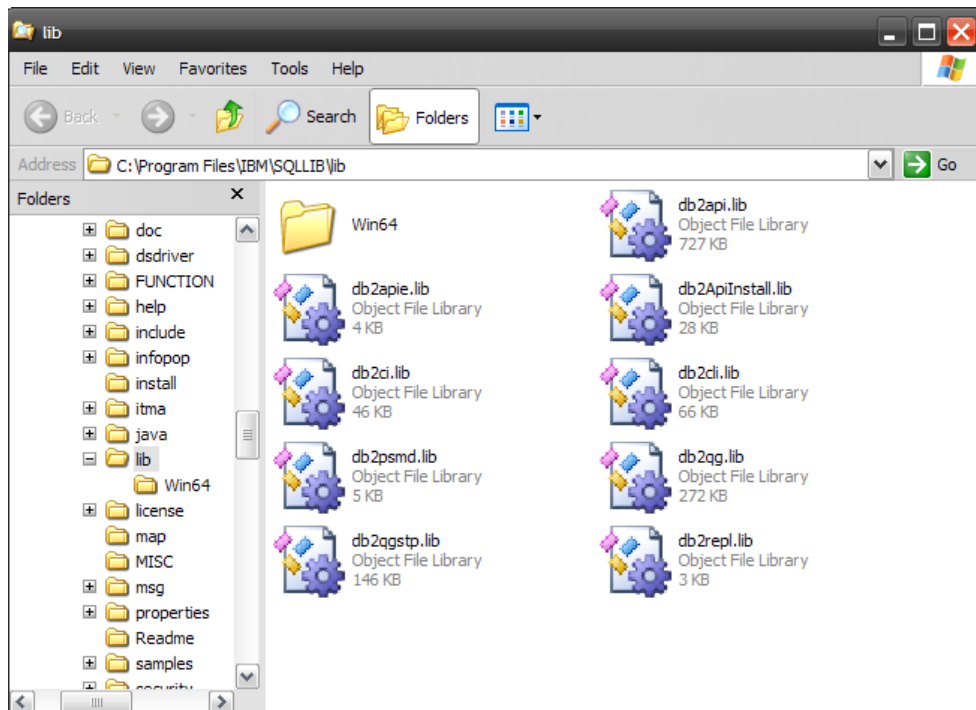 lib
File Edit View Favorites Tools Help
Back Search Folders
Address C:\Program Files\IBM\SQLLIB\lib Go
Folders
doc
dsdriver
FUNCTION
help
include
infopop
install
itma
java
lib
Win64
license
map
MISC
msg
properties
Readme
samples
security
Win64
db2api.lib
Object File Library
727 KB
db2apie.lib
Object File Library
4 KB
db2ApiInstall.lib
Object File Library
28 KB
db2ci.lib
Object File Library
46 KB
db2cli.lib
Object File Library
66 KB
db2psmd.lib
Object File Library
5 KB
db2qg.lib
Object File Library
272 KB
db2qgstp.lib
Object File Library
146 KB
db2repl.lib
Object File Library
3 KB